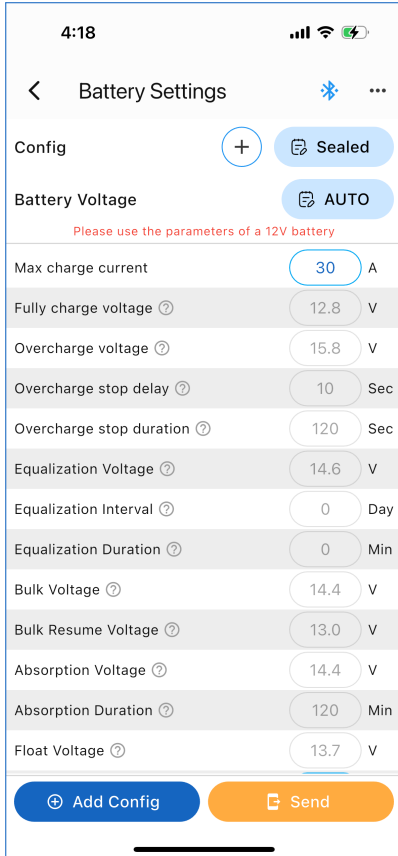 4:18
Battery Settings
Config + Sealed
Battery Voltage AUTO
Please use the parameters of a 12V battery
Max charge current 30 A
Fully charge voltage ? 12.8 V
Overcharge voltage ? 15.8 V
Overcharge stop delay ? 10 Sec
Overcharge stop duration ? 120 Sec
Equalization Voltage ? 14.6 V
Equalization Interval ? 0 Day
Equalization Duration ? 0 Min
Bulk Voltage ? 14.4 V
Bulk Resume Voltage ? 13.0 V
Absorption Voltage ? 14.4 V
Absorption Duration ? 120 Min
Float Voltage ? 13.7 V
Add Config Send